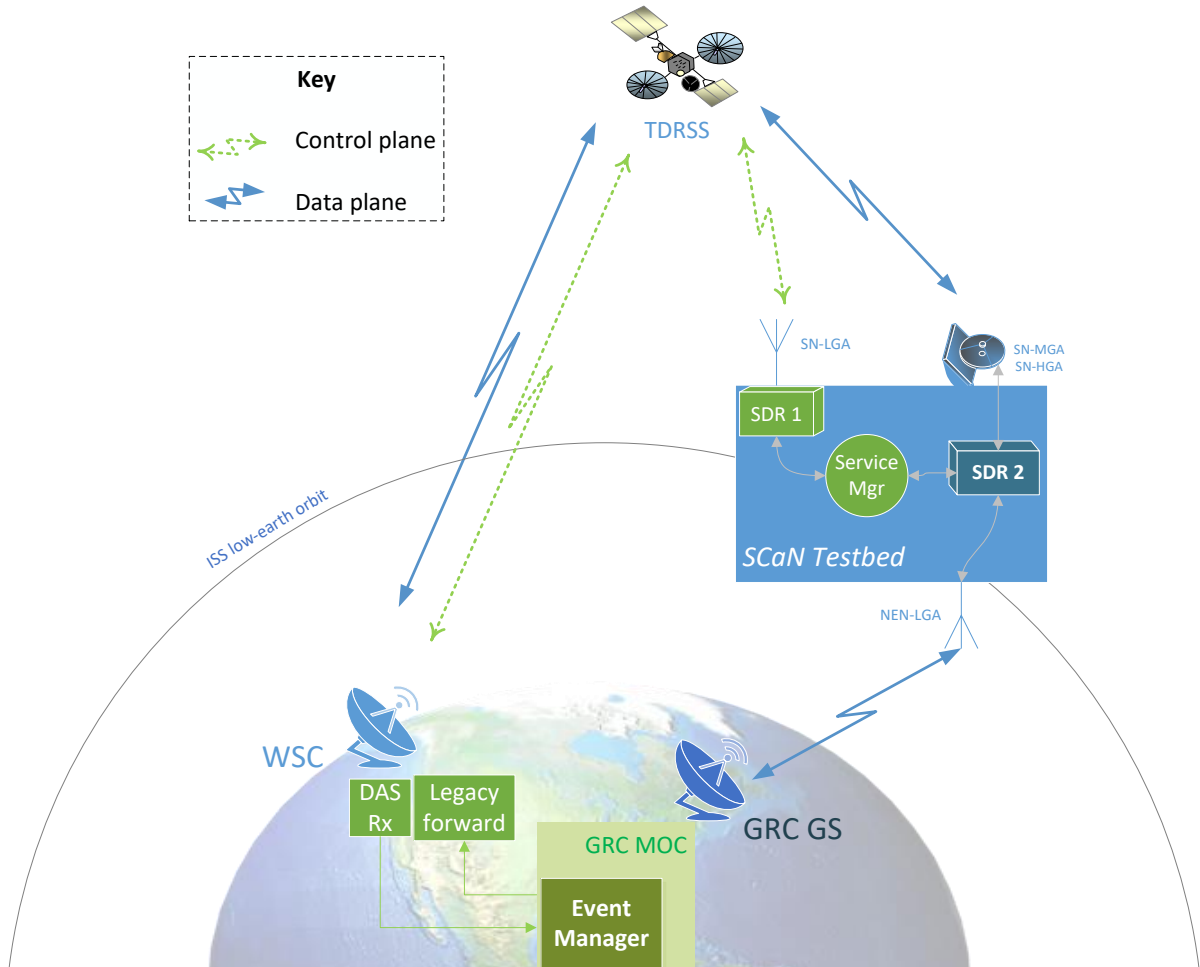 Key
Control plane
Data plane
TDRSS
SN-LGA
SN-MGA
SN-HGA
SDR 1
Service
Mgr
SDR 2
SCaN Testbed
ISS low-earth orbit
NEN-LGA
WSC
DAS
Rx
Legacy
forward
GRC GS
GRC MOC
Event
Manager